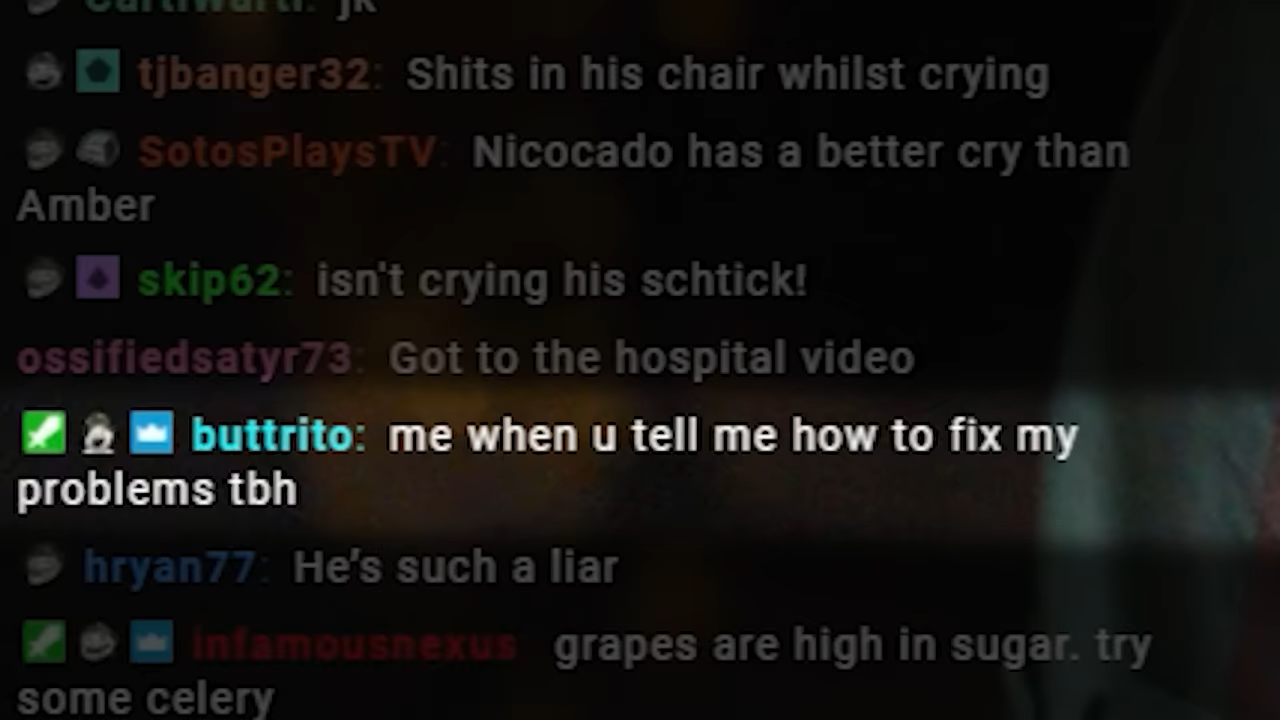 Cartiwarti: jk
tjbanger32: Shits in his chair whilst crying
SotosPlaysTV: Nicocado has a better cry than
Amber
skip62: isn't crying his schtick!
ossifiedsatyr73: Got to the hospital video
buttrito: me when u tell me how to fix my
problems tbh
hryan77: He's such a liar
infamousnexus grapes are high in sugar. try
some celery